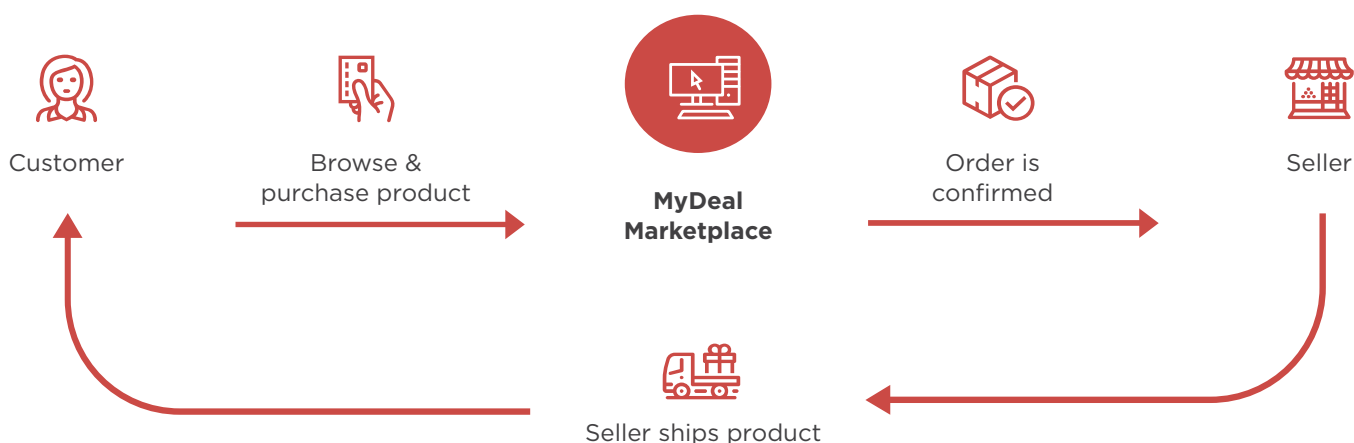 Customer
Browse &
purchase product
MyDeal
Marketplace
Order is
confirmed
Seller
Seller ships product